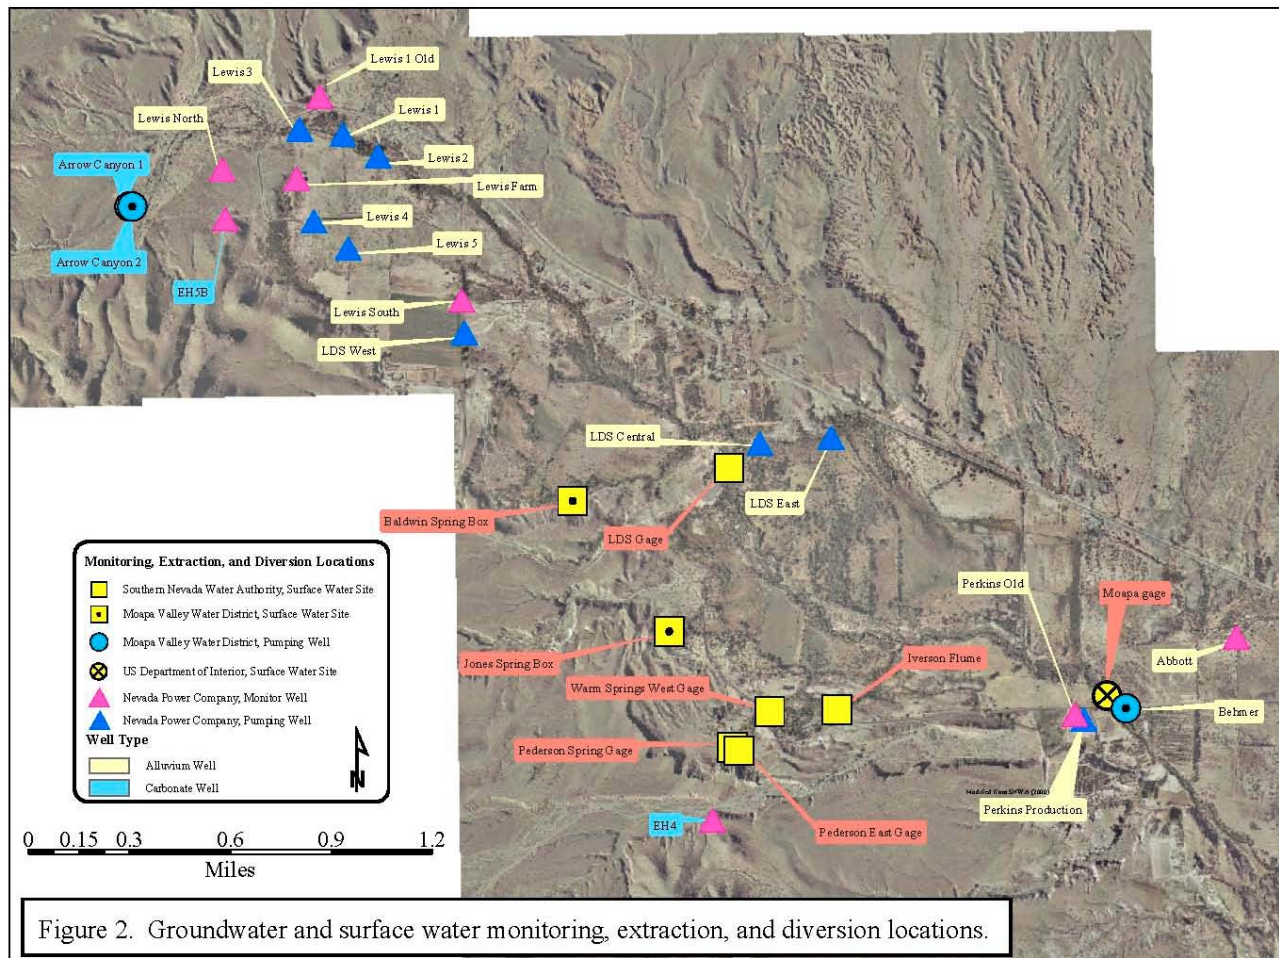 Lewis 1 Old
Lewis 3
Lewis 1
Lewis North
Lewis 2
Arrow Canyon 1
Lewis Farm
Lewis 4
Lewis 5
Arrow Canyon 2
EH5B
Lewis South
LDS West
LDS Central
LDS East
Baldwin Spring Box
LDS Gage
Perkins Old
Moapa gage
Abbott
Jones Spring Box
Iverson Flume
Warm Springs West Gage
Behmer
Pederson Spring Gage
Modified from SNWA (2008)
Perkins Production
EH4
Pederson East Gage
Monitoring, Extraction, and Diversion Locations
Southern Nevada Water Authority, Surface Water Site
Moapa Valley Water District, Surface Water Site
Moapa Valley Water District, Pumping Well
US Department of Interior, Surface Water Site
Nevada Power Company, Monitor Well
Nevada Power Company, Pumping Well
Well Type
Alluvium Well
Carbonate Well
N
0 0.15 0.3 0.6 0.9 1.2
Miles
Figure 2. Groundwater and surface water monitoring, extraction, and diversion locations.